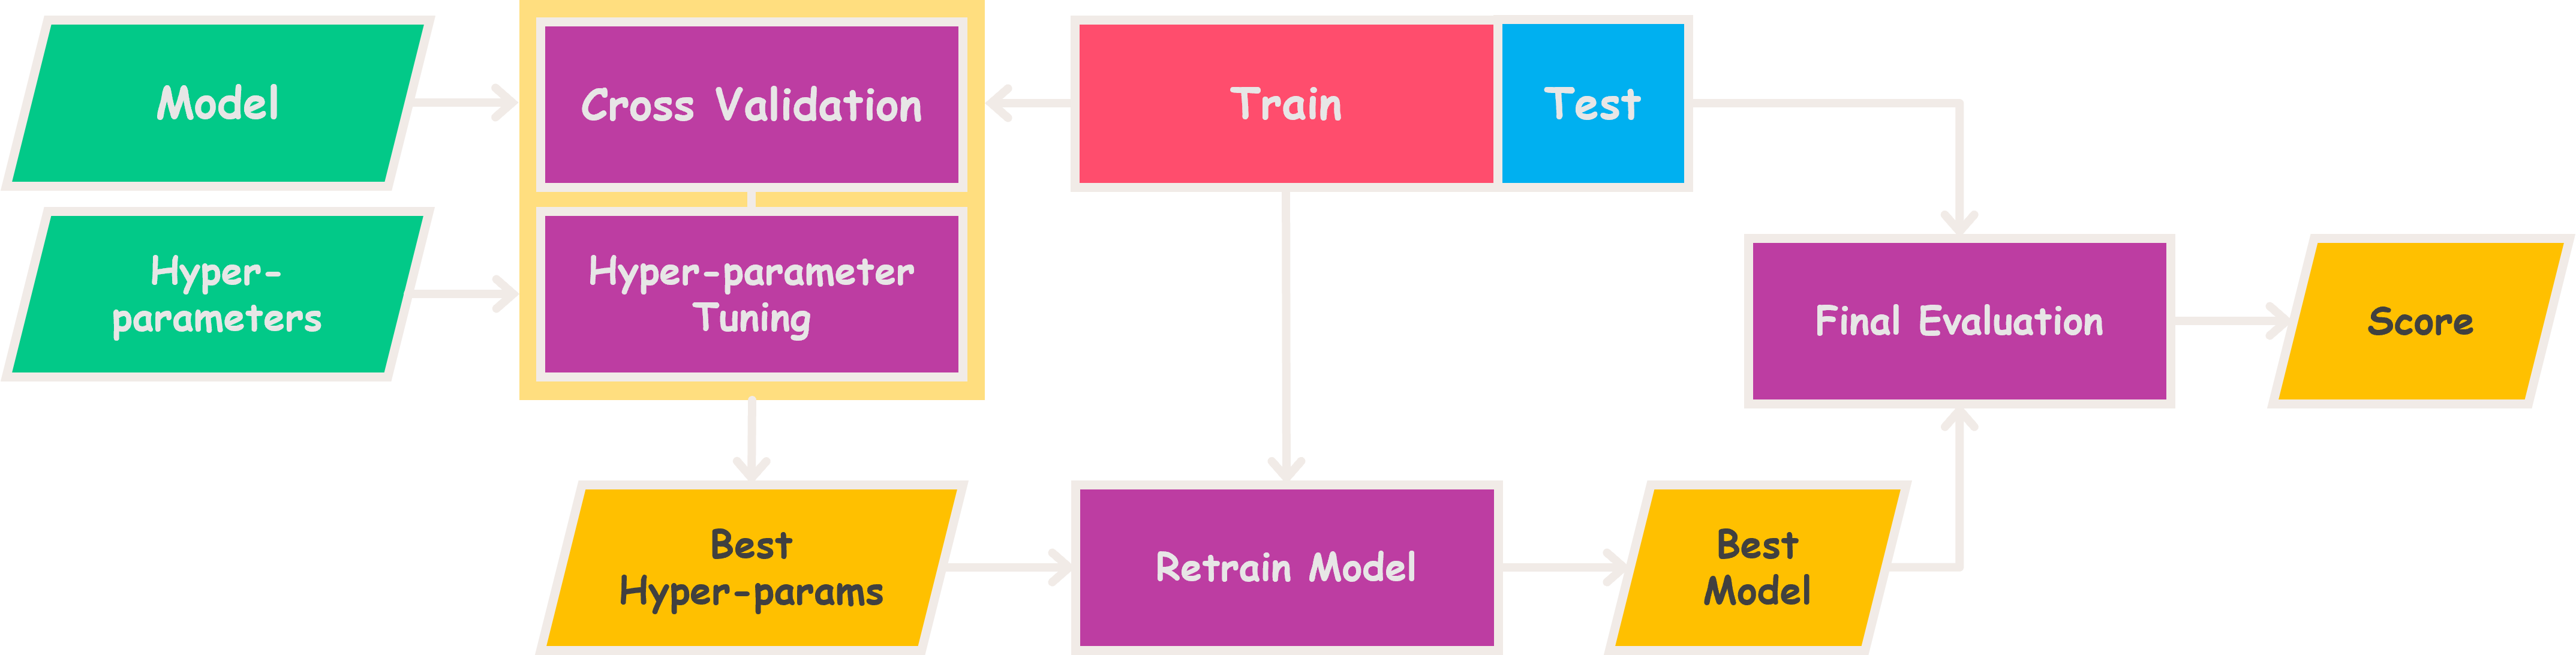 Model
Cross Validation
Train
Test
Hyper-
parameters
Hyper-parameter
Tuning
Final Evaluation
Score
Best
Hyper-params
Retrain Model
Best
Model